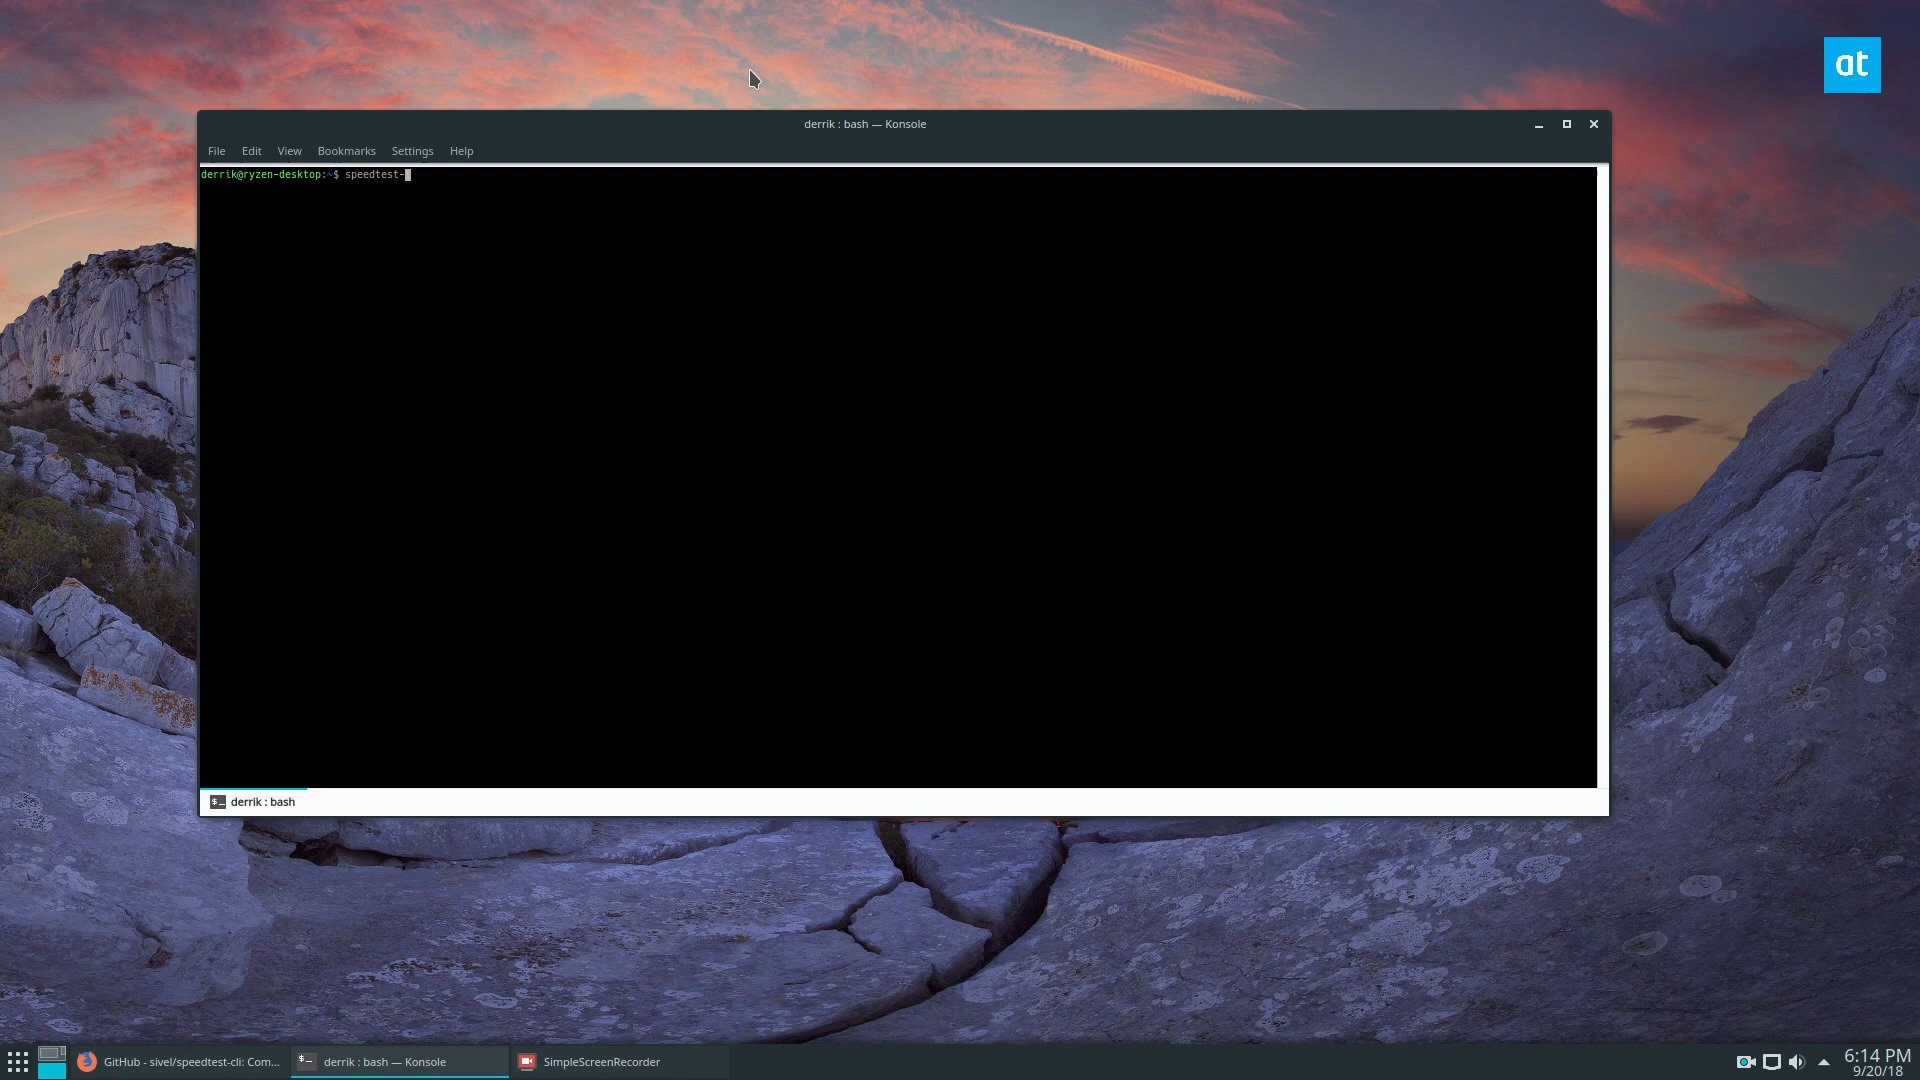 at
derrik : bash — Konsole
File Edit View Bookmarks Settings Help
derrik@ryzen-desktop:~$ speedtest-
derrik : bash
GitHub - sivel/speedtest-cli: Com...
derrik : bash — Konsole
SimpleScreenRecorder
6:14 PM
9/20/18